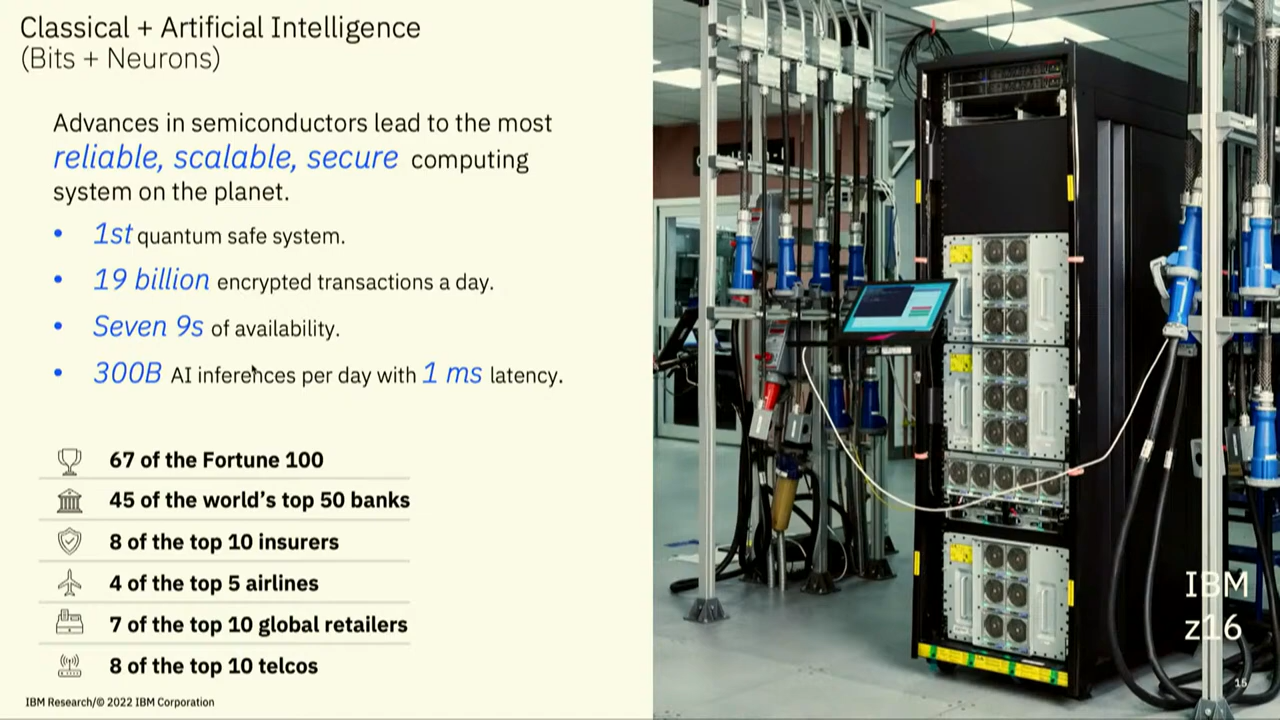 Classical + Artificial Intelligence
(Bits + Neurons)
Advances in semiconductors lead to the most
reliable, scalable, secure computing
system on the planet.
• 1st quantum safe system.
• 19 billion encrypted transactions a day.
• Seven 9s of availability.
• 300B AI inferences per day with 1 ms latency.
67 of the Fortune 100
45 of the world's top 50 banks
8 of the top 10 insurers
4 of the top 5 airlines
7 of the top 10 global retailers
8 of the top 10 telcos
IBM Research/© 2022 IBM Corporation
IBM
z16
15